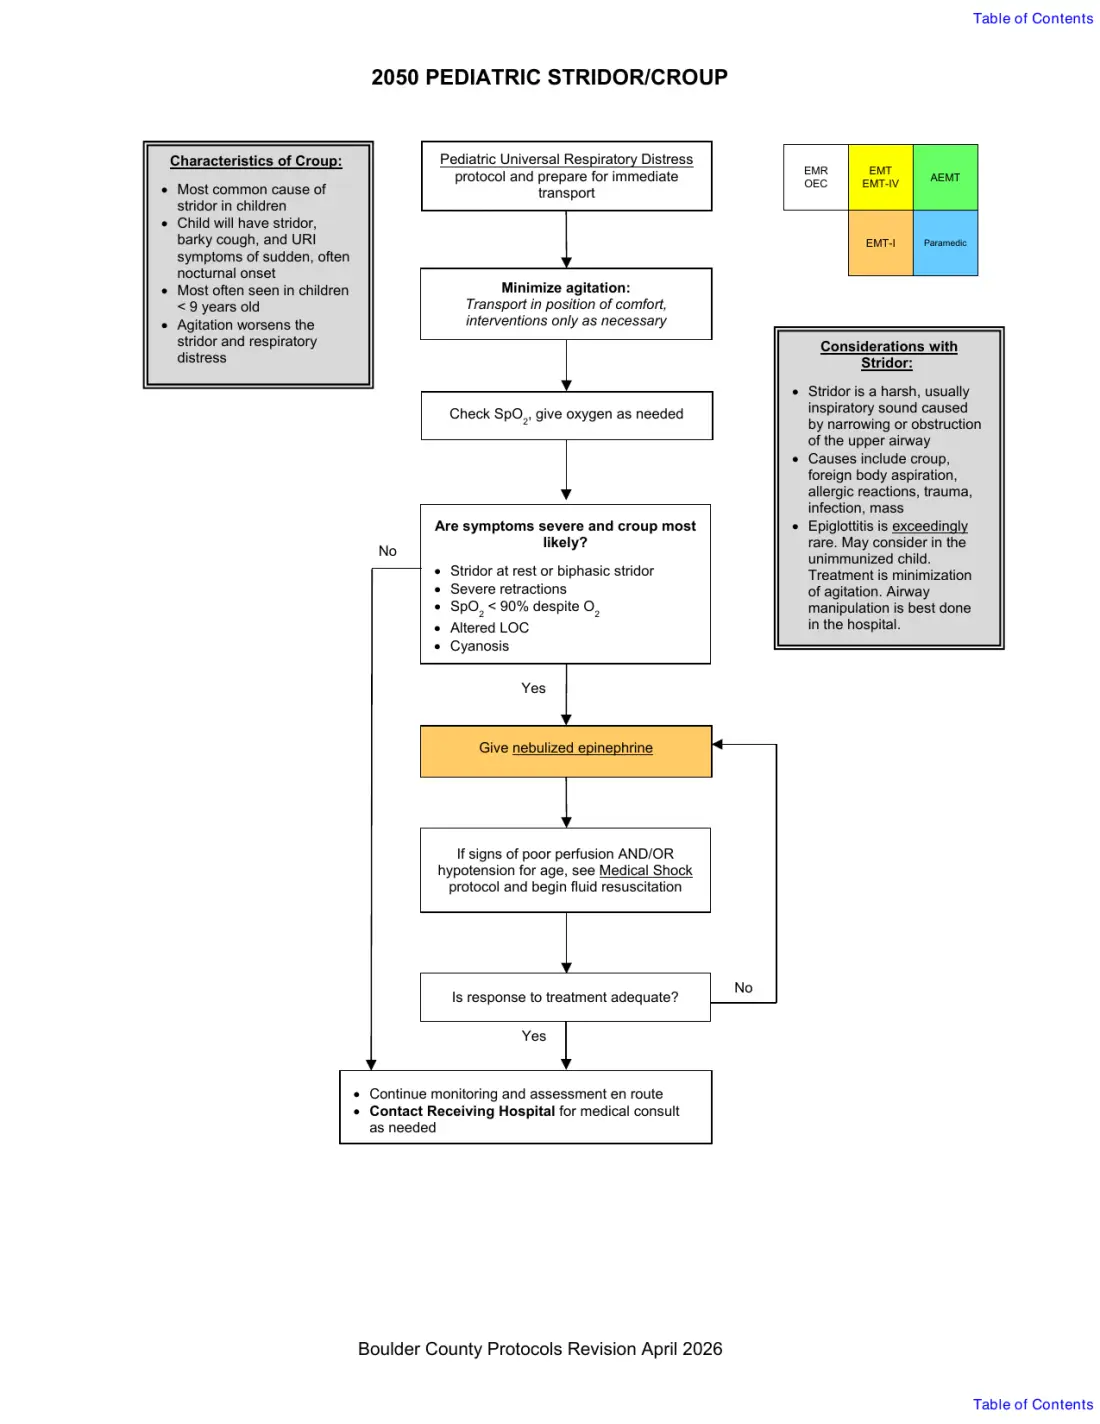 Table of Contents
2050 PEDIATRIC STRIDOR/CROUP
Characteristics of Croup:
• Most common cause of
stridor in children
• Child will have stridor,
barky cough, and URI
symptoms of sudden, often
nocturnal onset
• Most often seen in children
< 9 years old
• Agitation worsens the
stridor and respiratory
distress
Pediatric Universal Respiratory Distress
protocol and prepare for immediate
transport
EMR
OEC
EMT
EMT-IV
AEMT
EMT-I
Paramedic
Minimize agitation:
Transport in position of comfort,
interventions only as necessary
Considerations with
Stridor:
• Stridor is a harsh, usually
inspiratory sound caused
by narrowing or obstruction
of the upper airway
• Causes include croup,
foreign body aspiration,
allergic reactions, trauma,
infection, mass
• Epiglottitis is exceedingly
rare. May consider in the
unimmunized child.
Treatment is minimization
of agitation. Airway
manipulation is best done
in the hospital.
Check SpO2, give oxygen as needed
Are symptoms severe and croup most
likely?
• Stridor at rest or biphasic stridor
• Severe retractions
• SpO2 < 90% despite O2
• Altered LOC
• Cyanosis
No
Yes
Give nebulized epinephrine
If signs of poor perfusion AND/OR
hypotension for age, see Medical Shock
protocol and begin fluid resuscitation
Is response to treatment adequate?
No
Yes
• Continue monitoring and assessment en route
• Contact Receiving Hospital for medical consult
as needed
Boulder County Protocols Revision April 2026
Table of Contents